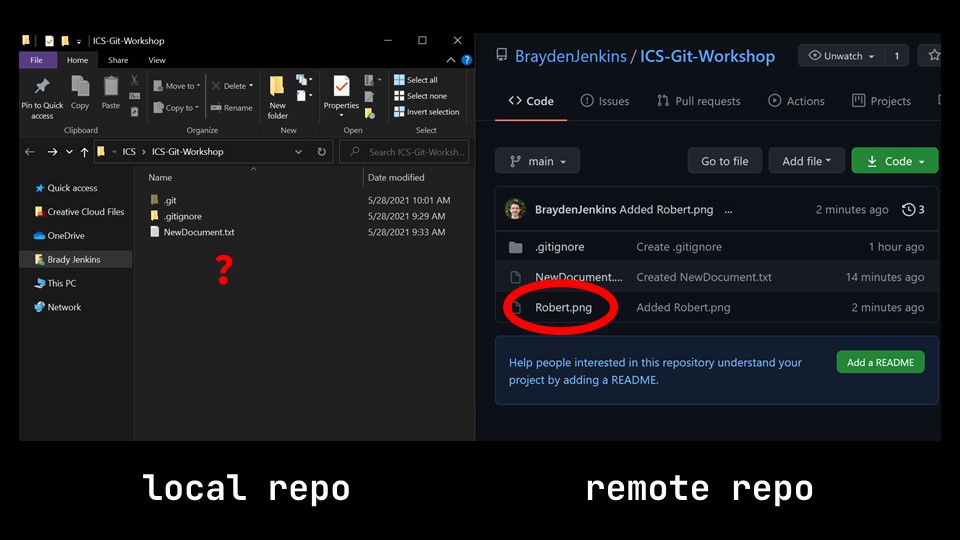 ICS-Git-Workshop
File Home Share View
Pin to Quick access
Copy
Paste
Move to
Copy to
Delete
Rename
New folder
Properties
Open
Select all
Select none
Invert selection
Clipboard Organize New Open Select
ICS > ICS-Git-Workshop
Search ICS-Git-Worksh...
Name Date modified
Quick access
Creative Cloud Files
OneDrive
Brady Jenkins
This PC
Network
.git 5/28/2021 10:01 AM
.gitignore 5/28/2021 9:29 AM
NewDocument.txt 5/28/2021 9:33 AM
?
BraydenJenkins / ICS-Git-Workshop
Unwatch 1
Code Issues Pull requests Actions Projects
main Go to file Add file Code
BraydenJenkins Added Robert.png ... 2 minutes ago 3
.gitignore Create .gitignore 1 hour ago
NewDocument.... Created NewDocument.txt 14 minutes ago
Robert.png Added Robert.png 2 minutes ago
Help people interested in this repository understand your
project by adding a README.
Add a README
local repo
remote repo